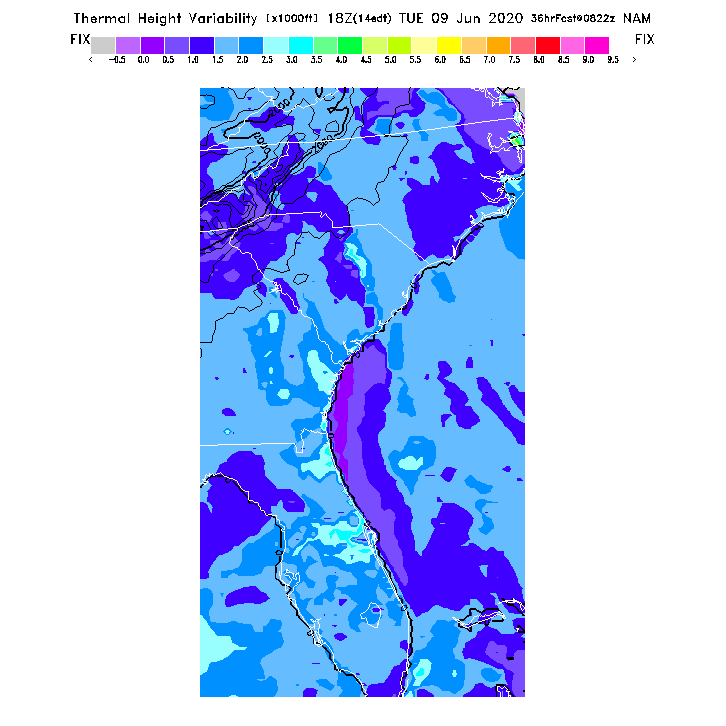 Thermal Height Variability [x1000ft] 18Z(14edt) TUE 09 Jun 2020 36hrFcst@0822z NAM
FIX FIX
< -0.5 0.0 0.5 1.0 1.5 2.0 2.5 3.0 3.5 4.0 4.5 5.0 5.5 6.0 6.5 7.0 7.5 8.0 8.5 9.0 9.5 >
2000
2000
2000